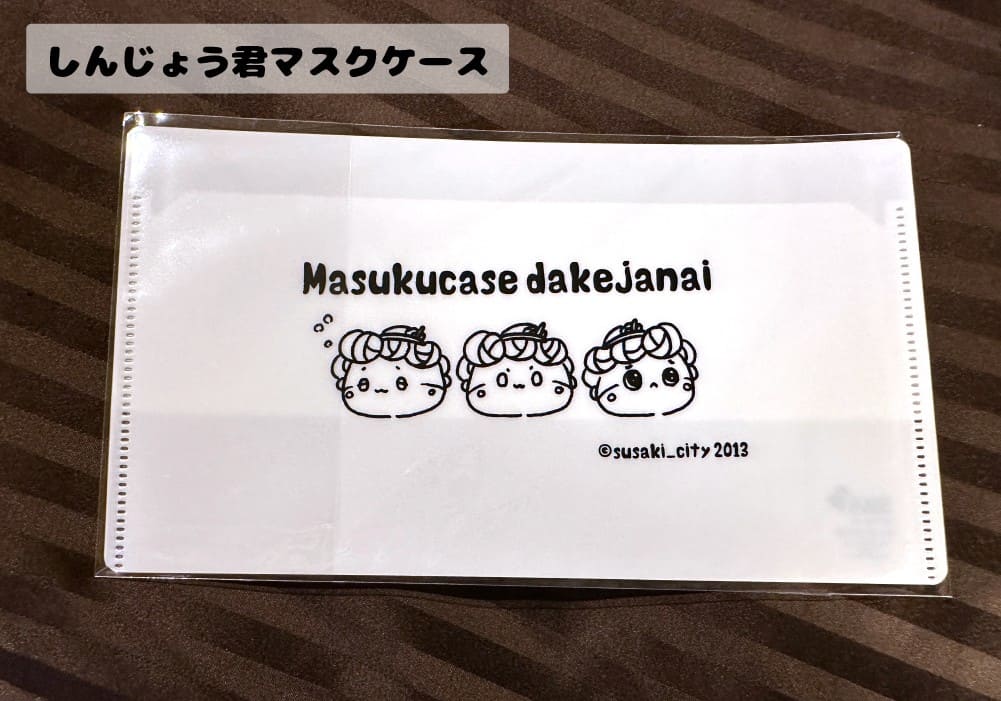 しんじょう君マスクケース
Masukucase dakejanai
©susaki_city 2013